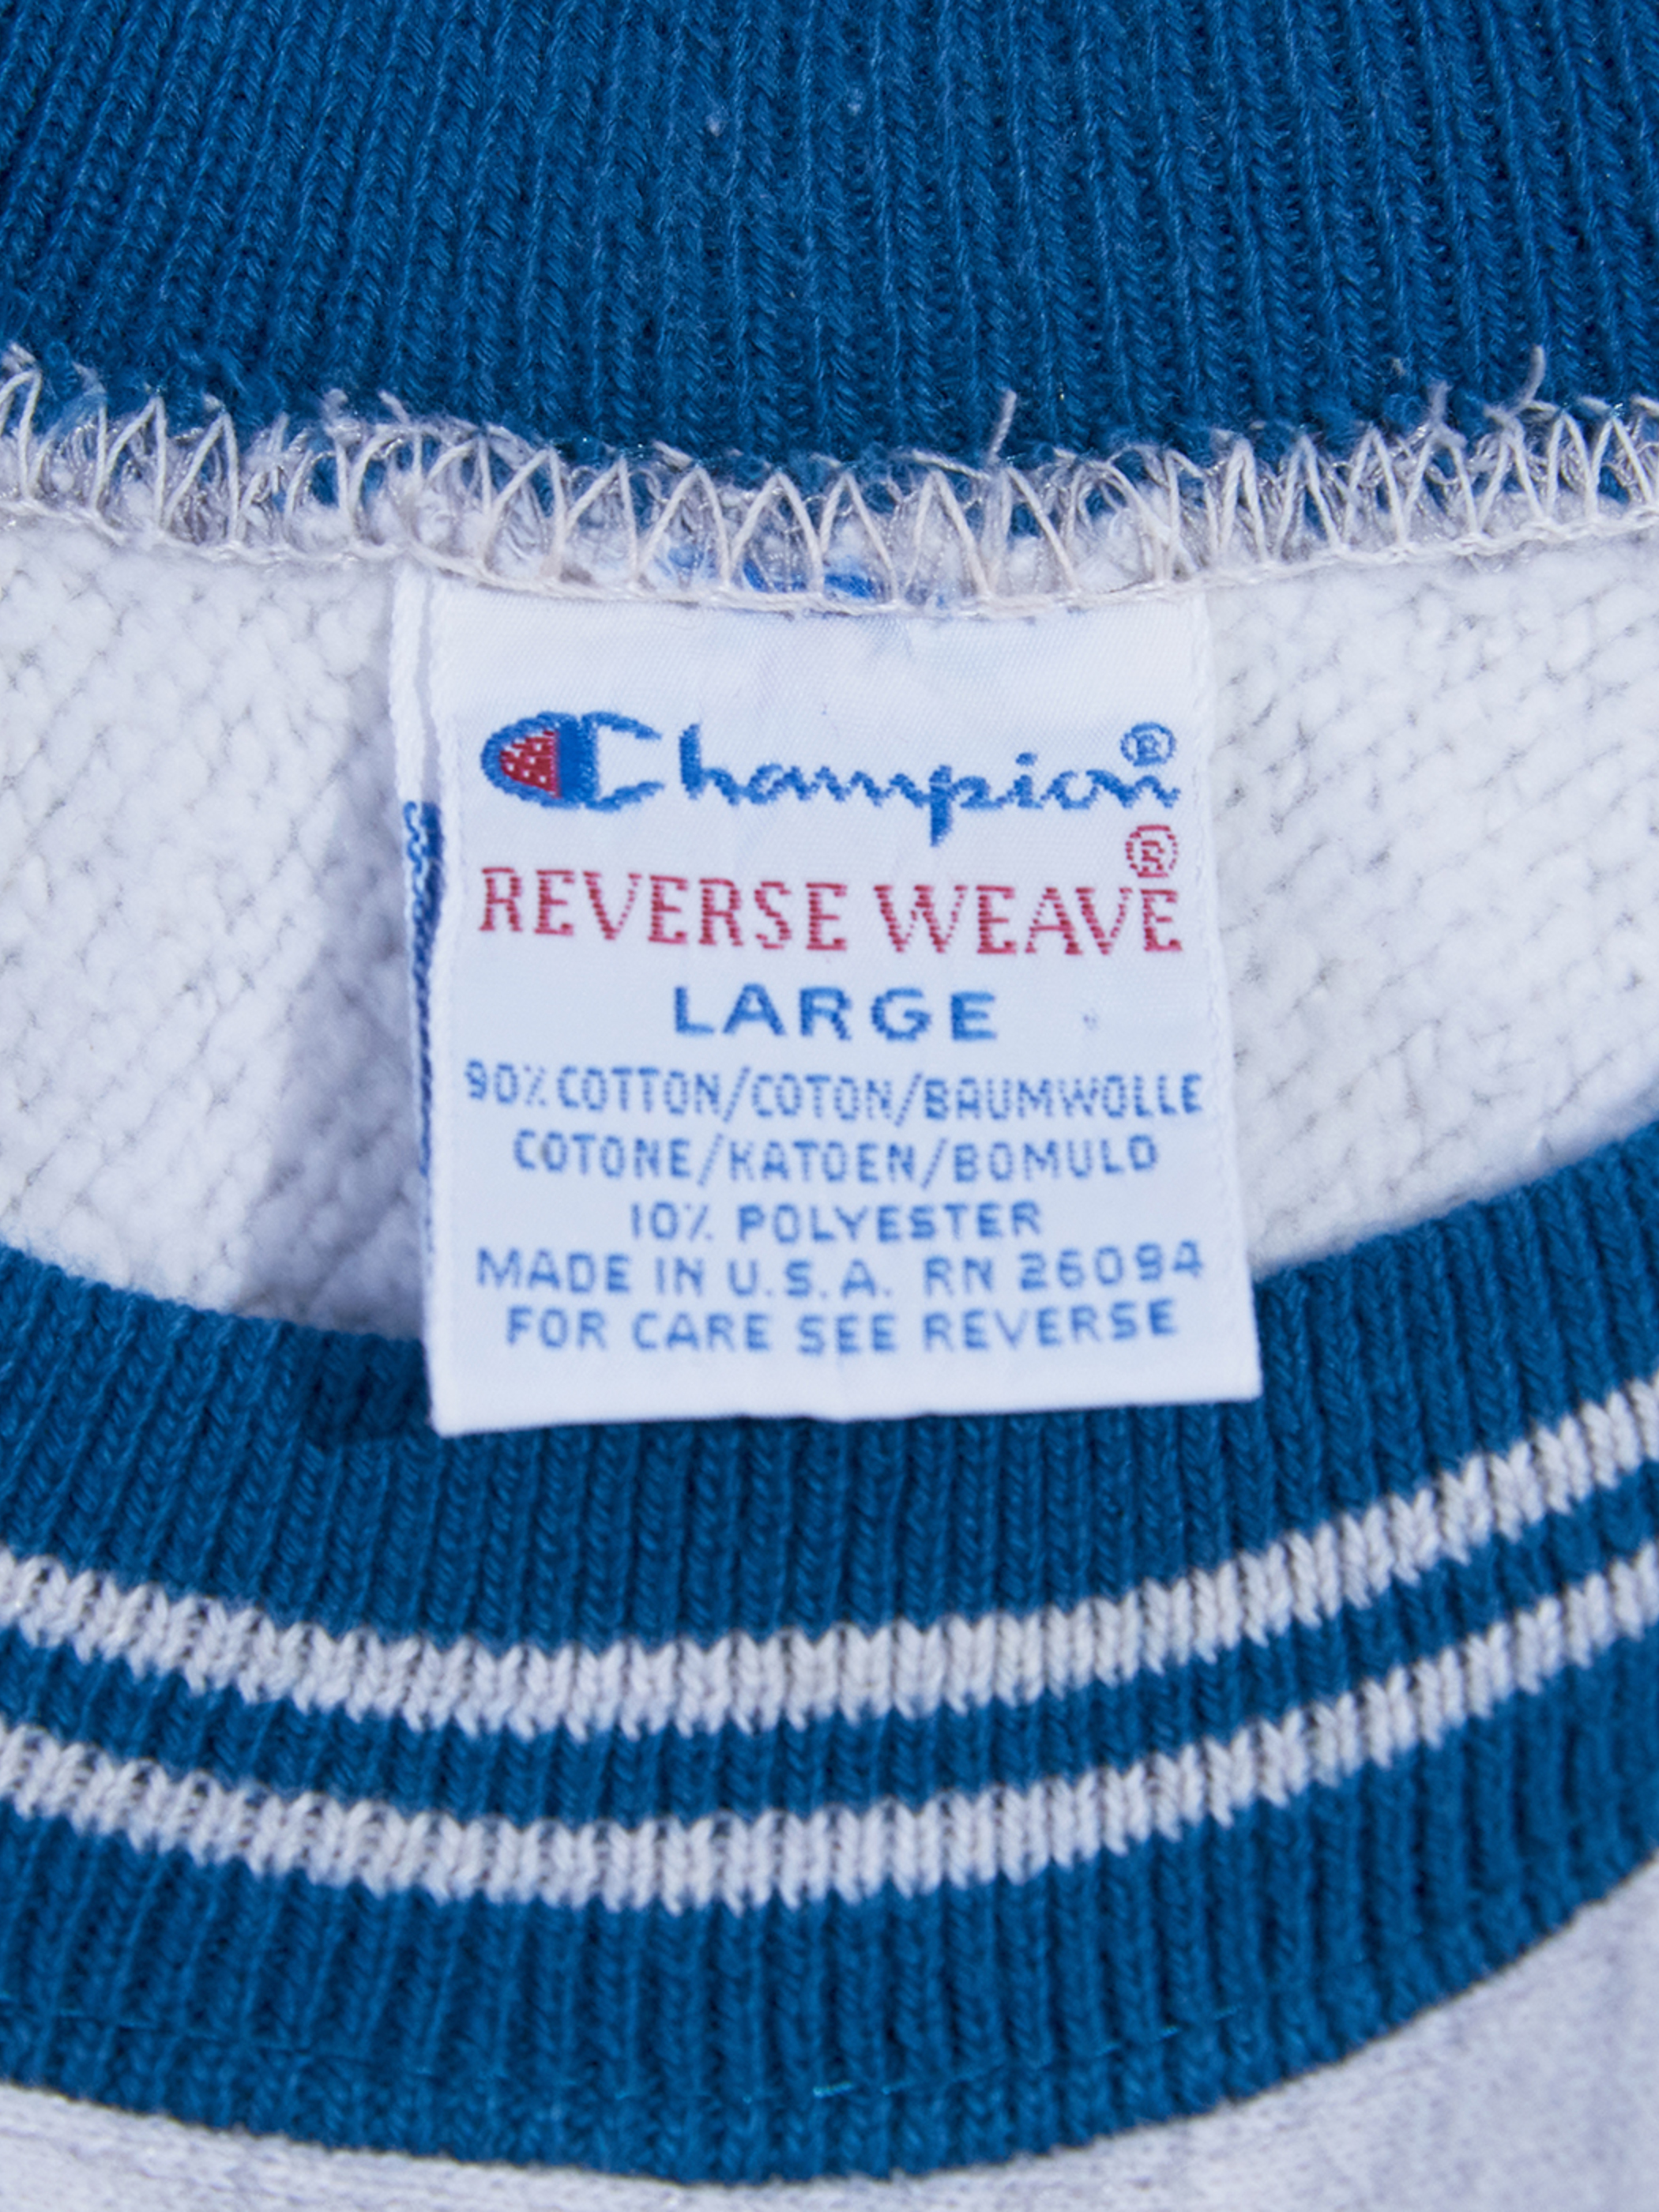 Champion®
REVERSE WEAVE®
LARGE
90% COTTON/COTON/BAUMWOLLE
COTONE/KATOEN/BOMULD
10% POLYESTER
MADE IN U.S.A. RN 26094
FOR CARE SEE REVERSE